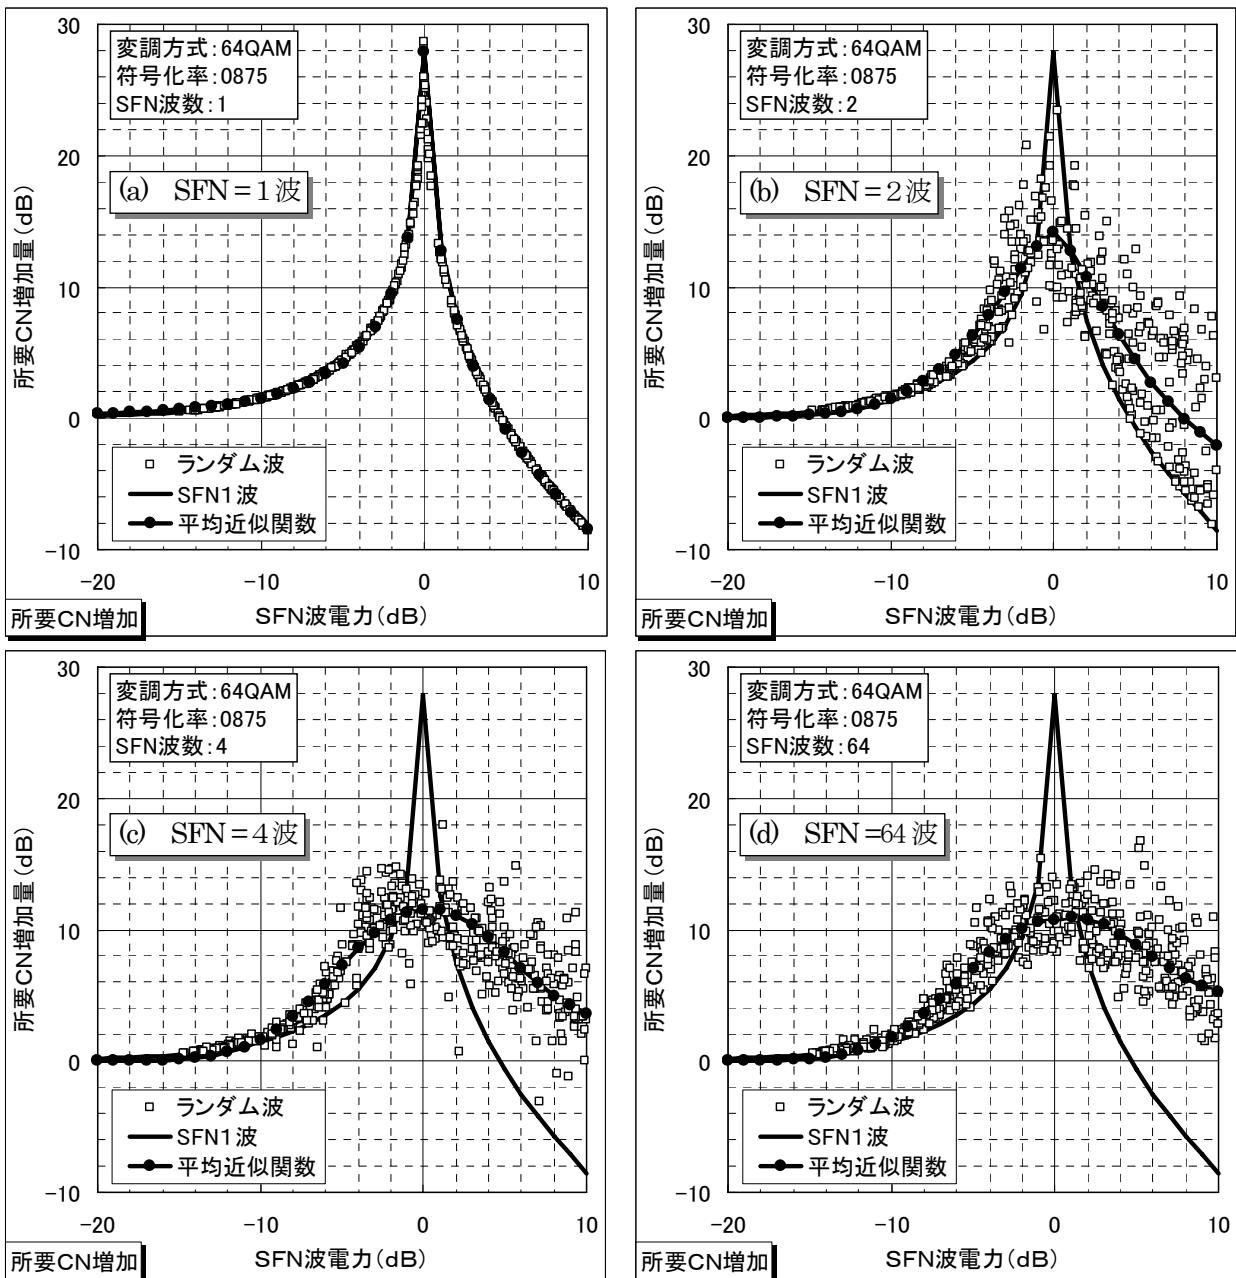 30
20
10
0
-10
所要CN増加量(dB)
変調方式:64QAM
符号化率:0875
SFN波数:1
(a) SFN=1波
ランダム波
SFN1波
平均近似関数
-20
-10
0
10
SFN波電力(dB)
所要CN増加
30
20
10
0
-10
所要CN増加量(dB)
変調方式:64QAM
符号化率:0875
SFN波数:2
(b) SFN=2波
ランダム波
SFN1波
平均近似関数
-20
-10
0
10
SFN波電力(dB)
所要CN増加
30
20
10
0
-10
所要CN増加量(dB)
変調方式:64QAM
符号化率:0875
SFN波数:4
(c) SFN=4波
ランダム波
SFN1波
平均近似関数
-20
-10
0
10
SFN波電力(dB)
所要CN増加
30
20
10
0
-10
所要CN増加量(dB)
変調方式:64QAM
符号化率:0875
SFN波数:64
(d) SFN=64波
ランダム波
SFN1波
平均近似関数
-20
-10
0
10
SFN波電力(dB)
所要CN増加